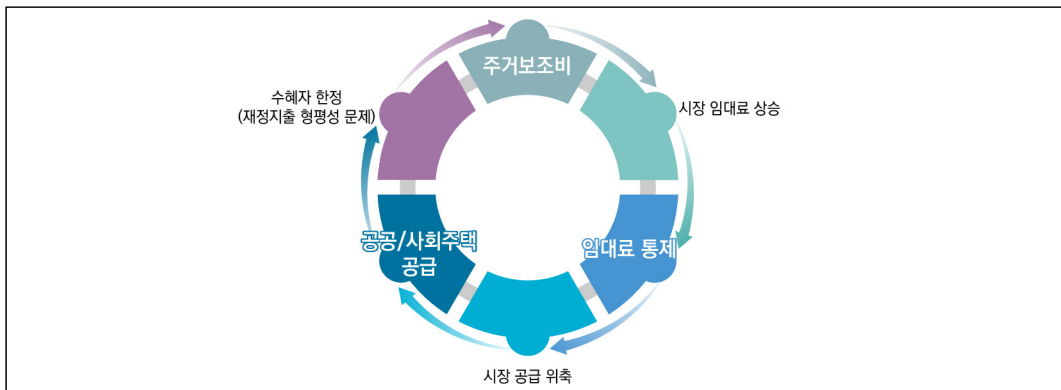 주거보조비
시장 임대료 상승
임대료 통제
시장 공급 위축
공공/사회주택
공급
수혜자 한정
(재정지출 형평성 문제)